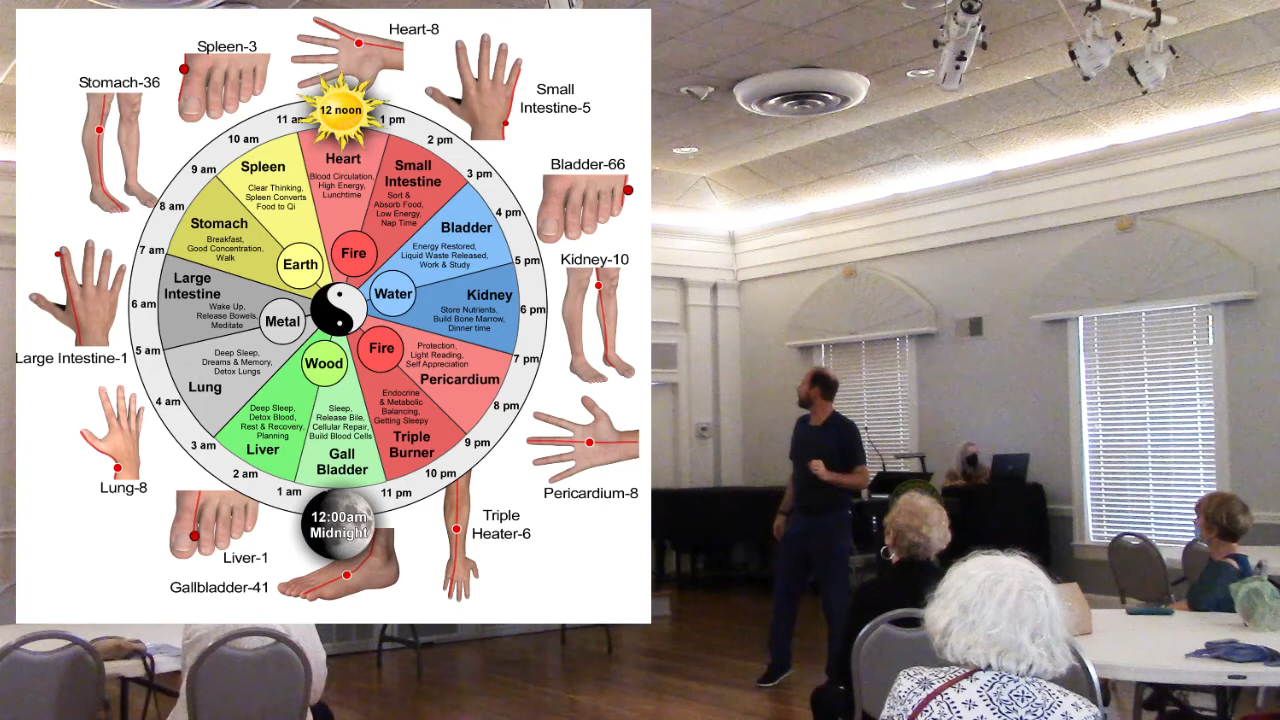 Heart-8
Spleen-3
Stomach-36
Small
Intestine-5
12 noon
11 am
1 pm
10 am
2 pm
9 am
3 pm
8 am
4 pm
7 am
5 pm
6 am
6 pm
5 am
7 pm
4 am
8 pm
3 am
9 pm
2 am
10 pm
1 am
11 pm
12:00am
Midnight
Heart
Blood Circulation,
High Energy,
Lunchtime
Small
Intestine
Sort &
Absorb Food,
Low Energy,
Nap Time
Bladder
Energy Restored,
Liquid Waste Released,
Work & Study
Kidney
Store Nutrients,
Build Bone Marrow,
Dinner time
Protection,
Light Reading,
Self Appreciation
Pericardium
Endocrine
& Metabolic
Balancing,
Getting Sleepy
Triple
Burner
Sleep,
Release Bile,
Cellular Repair,
Build Blood Cells
Gall
Bladder
Deep Sleep,
Detox Blood,
Rest & Recovery,
Planning
Liver
Deep Sleep,
Dreams & Memory,
Detox Lungs
Lung
Large
Intestine
Wake Up,
Release Bowels,
Meditate
Stomach
Breakfast,
Good Concentration,
Walk
Spleen
Clear Thinking,
Spleen Converts
Food to Qi
Earth
Fire
Water
Metal
Wood
Fire
Bladder-66
Kidney-10
Large Intestine-1
Lung-8
Pericardium-8
Liver-1
Triple
Heater-6
Gallbladder-41